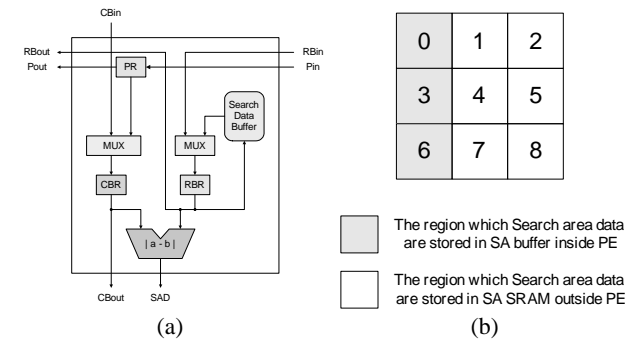 CBin
RBout
RBin
Pout
PR
Pin
Search
Data
Buffer
MUX
MUX
CBR
RBR
| a - b |
CBout
SAD
(a)
0 1 2
3 4 5
6 7 8
The region which Search area data
are stored in SA buffer inside PE
The region which Search area data
are stored in SA SRAM outside PE
(b)